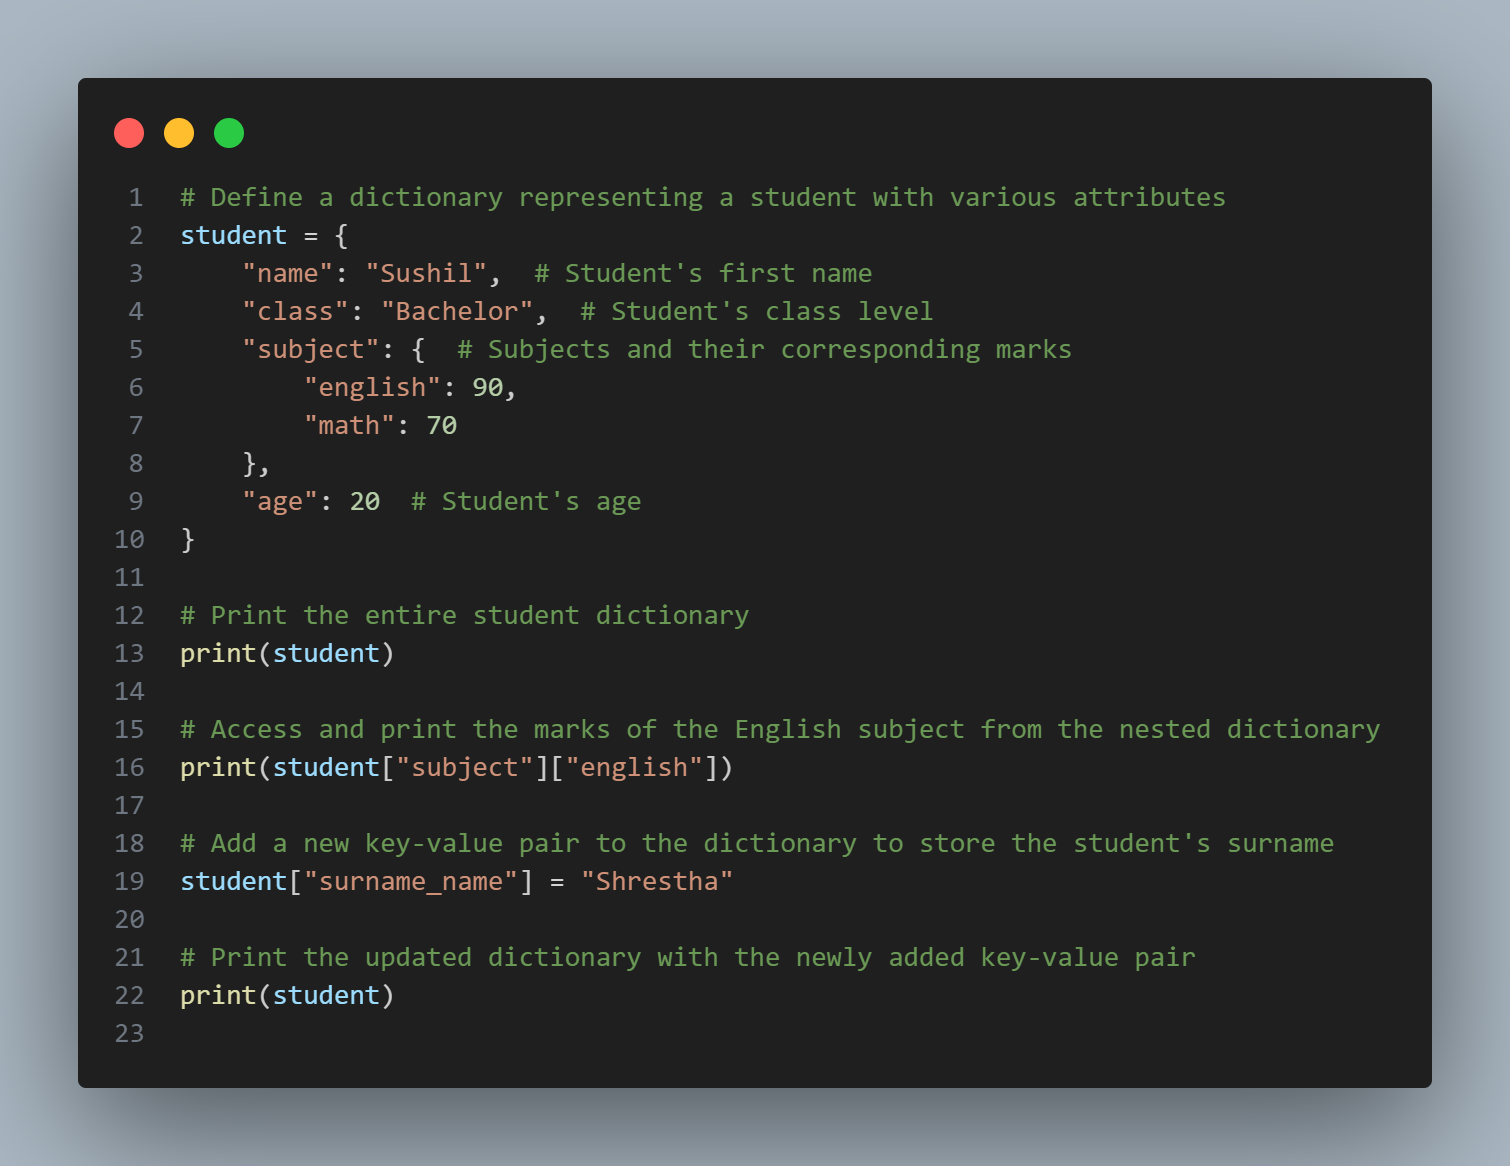 1 # Define a dictionary representing a student with various attributes
2 student = {
3     "name": "Sushil",  # Student's first name
4     "class": "Bachelor",  # Student's class level
5     "subject": {  # Subjects and their corresponding marks
6         "english": 90,
7         "math": 70
8     },
9     "age": 20  # Student's age
10 }
11
12 # Print the entire student dictionary
13 print(student)
14
15 # Access and print the marks of the English subject from the nested dictionary
16 print(student["subject"]["english"])
17
18 # Add a new key-value pair to the dictionary to store the student's surname
19 student["surname_name"] = "Shrestha"
20
21 # Print the updated dictionary with the newly added key-value pair
22 print(student)
23